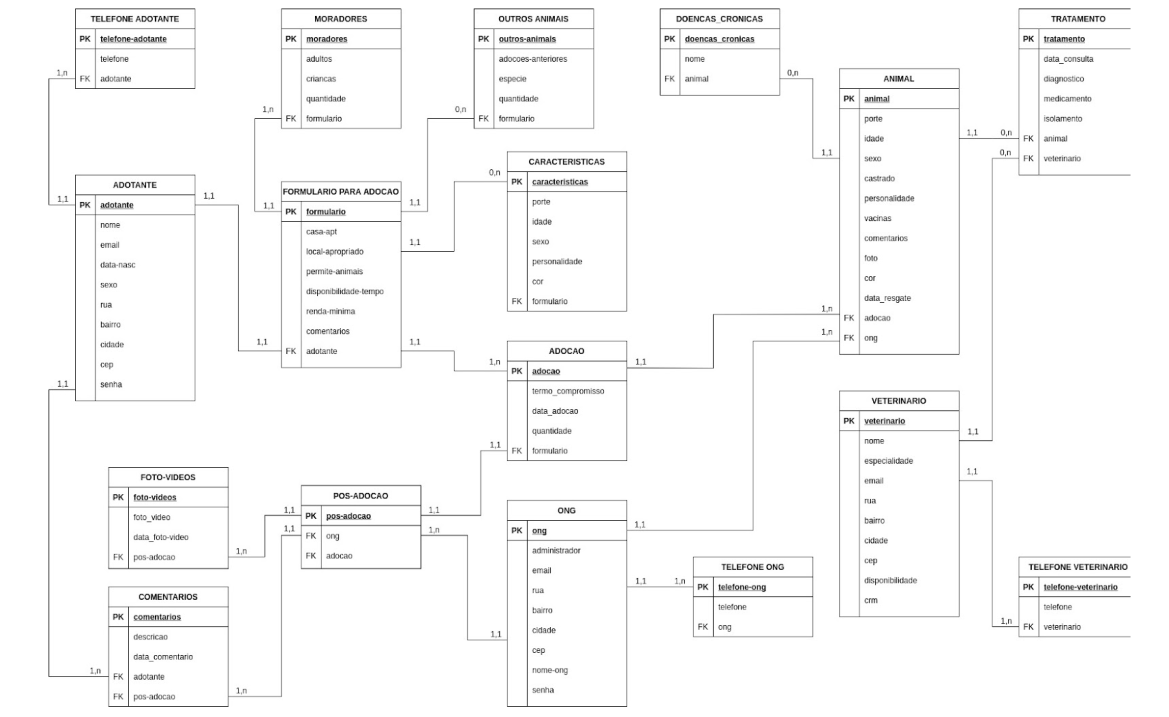 TELEFONE ADOTANTE
PK telefone-adotante
telefone
FK adotante
1,n
1,1
MORADORES
PK moradores
adultos
criancas
quantidade
FK formulario
1,n
1,1
OUTROS ANIMAIS
PK outros-animais
adocoes-anteriores
especie
quantidade
FK formulario
0,n
1,1
DOENCAS_CRONICAS
PK doencas_cronicas
nome
FK animal
0,n
1,1
TRATAMENTO
PK tratamento
data_consulta
diagnostico
medicamento
isolamento
FK animal
FK veterinario
1,1
0,n
0,n
ANIMAL
PK animal
porte
idade
sexo
castrado
personalidade
vacinas
comentarios
foto
cor
data_resgate
FK adocao
FK ong
1,n
1,n
CARACTERISTICAS
PK caracteristicas
porte
idade
sexo
personalidade
cor
FK formulario
0,n
1,1
ADOTANTE
PK adotante
nome
email
data-nasc
sexo
rua
bairro
cidade
cep
senha
1,1
1,1
FORMULARIO PARA ADOCAO
PK formulario
casa-apt
local-apropriado
permite-animais
disponibilidade-tempo
renda-minima
comentarios
FK adotante
1,1
1,1
1,n
ADOCAO
PK adocao
termo_compromisso
data_adocao
quantidade
FK formulario
1,1
1,1
VETERINARIO
PK veterinario
nome
especialidade
email
rua
bairro
cidade
cep
disponibilidade
crm
1,1
1,1
FOTO-VIDEOS
PK foto-videos
foto_video
data_foto-video
FK pos-adocao
1,n
1,1
POS-ADOCAO
PK pos-adocao
FK ong
FK adocao
1,1
1,1
1,n
ONG
PK ong
administrador
email
rua
bairro
cidade
cep
nome-ong
senha
1,1
1,1
1,1
TELEFONE ONG
PK telefone-ong
telefone
FK ong
1,n
TELEFONE VETERINARIO
PK telefone-veterinario
telefone
FK veterinario
1,n
COMENTARIOS
PK comentarios
descricao
data_comentario
FK adotante
FK pos-adocao
1,n
1,n